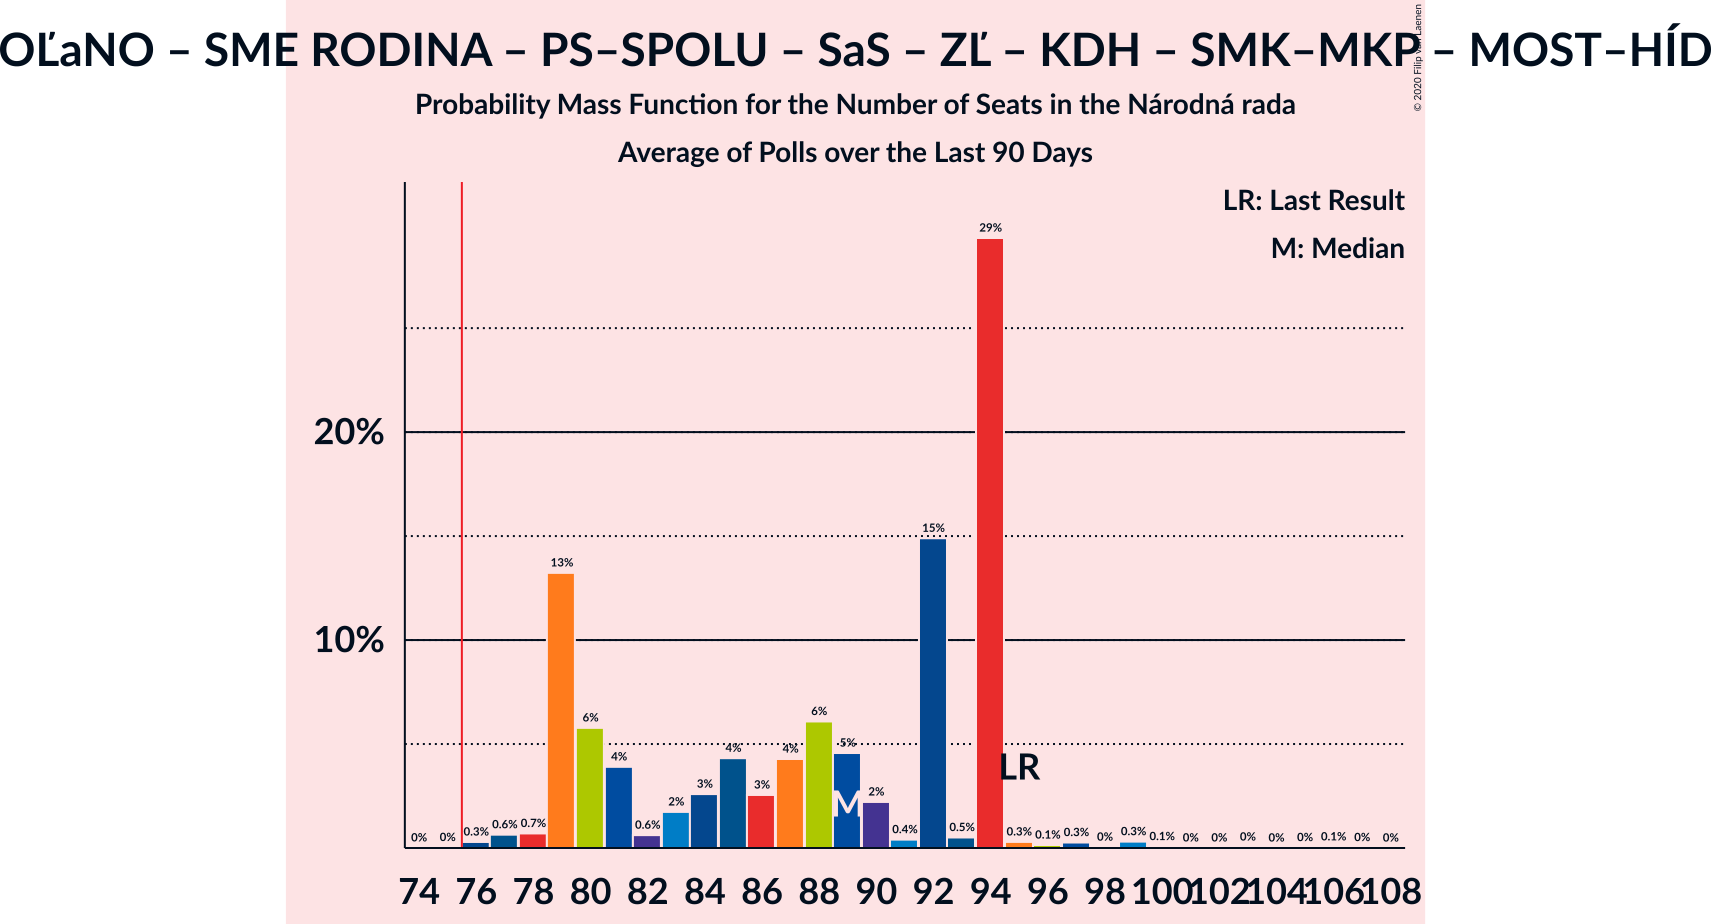 OĽaNO – SME RODINA – PS–SPOLU – SaS – ZĽ – KDH – SMK–MKP – MOST–HÍD
© 2020 Filip van Laenen
Probability Mass Function for the Number of Seats in the Národná rada
Average of Polls over the Last 90 Days
LR: Last Result
M: Median
29%
20%
15%
13%
10%
6%
6%
5%
4%
4%
4%
LR
3%
3%
M
2%
2%
0% 0% 0.3% 0.6% 0.7% 0.6% 0.4% 0.5% 0.3% 0.1% 0.3% 0% 0.3% 0.1% 0% 0% 0% 0% 0% 0.1% 0% 0%
74 76 78 80 82 84 86 88 90 92 94 96 98 100 102 104 106 108